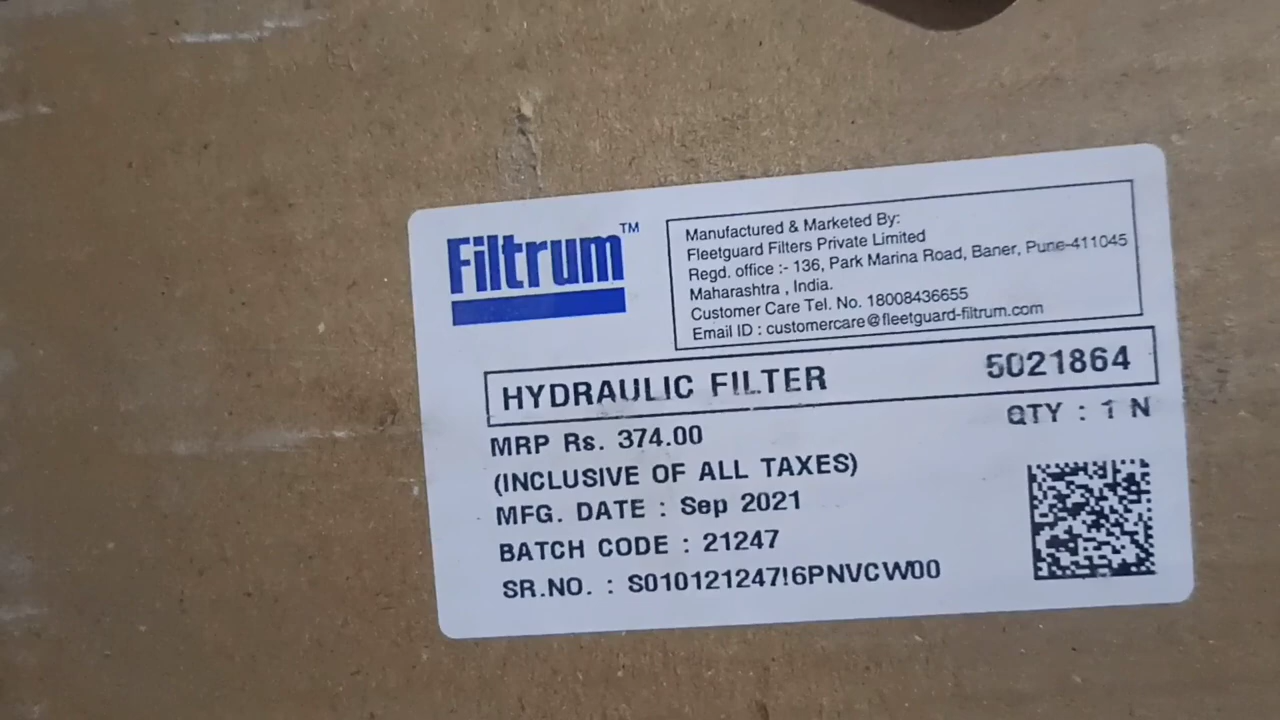 Filtrum™
Manufactured & Marketed By:
Fleetguard Filters Private Limited
Regd. office :- 136, Park Marina Road, Baner, Pune-411045
Maharashtra , India.
Customer Care Tel. No. 18008436655
Email ID : customercare@fleetguard-filtrum.com
HYDRAULIC FILTER 5021864
QTY : 1 N
MRP Rs. 374.00
(INCLUSIVE OF ALL TAXES)
MFG. DATE : Sep 2021
BATCH CODE : 21247
SR.NO. : S010121247!6PNVCW00